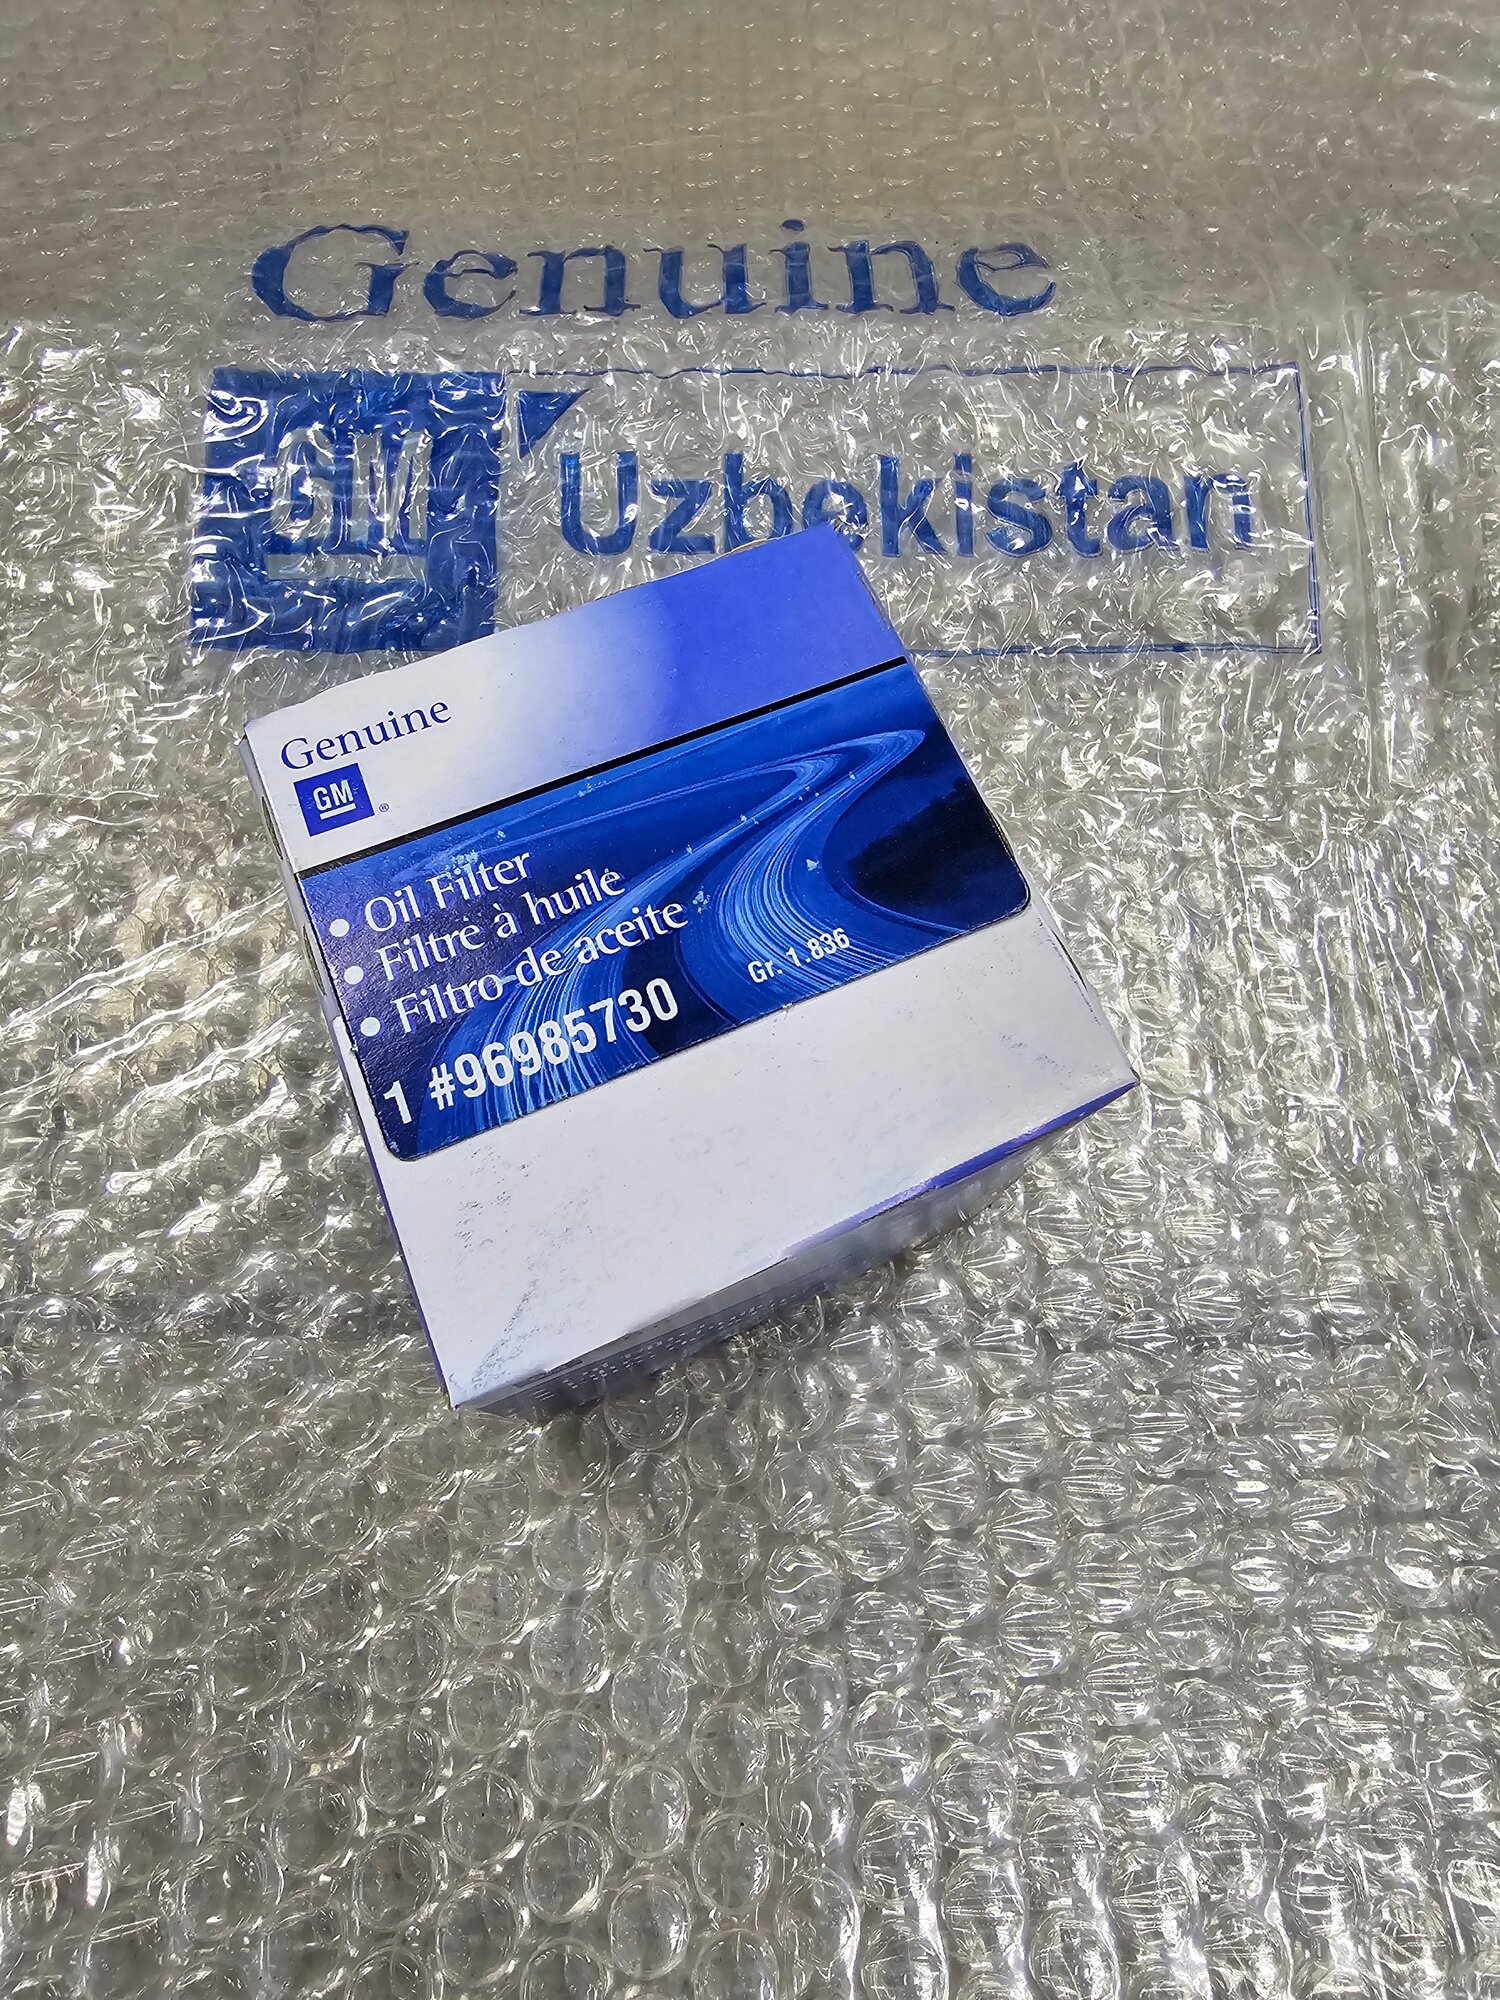 Genuine
GM Uzbekistan
Genuine
GM ®
• Oil Filter
• Filtre à huile
• Filtro de aceite
1 #96985730 Gr. 1.836